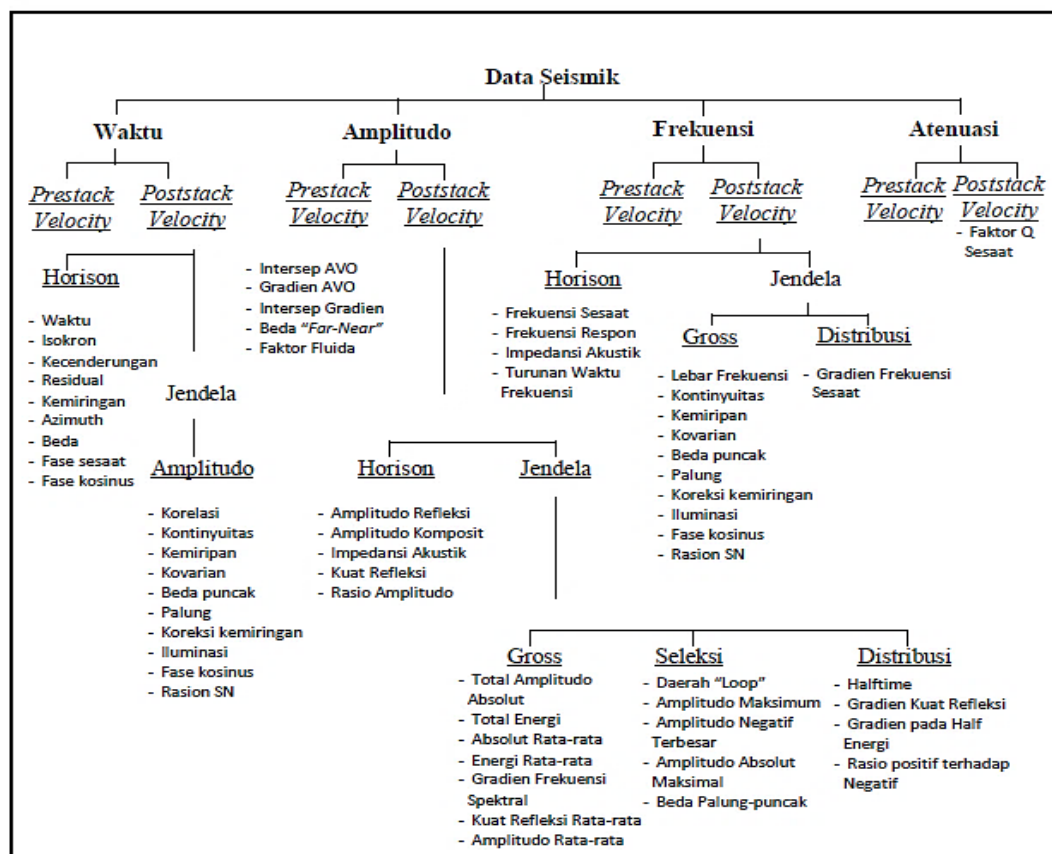 Data Seismik
Waktu
Amplitudo
Frekuensi
Atenuasi
Prestack
Velocity
Poststack
Velocity
Prestack
Velocity
Poststack
Velocity
Prestack
Velocity
Poststack
Velocity
Prestack
Velocity
Poststack
Velocity
- Faktor Q
Sesaat
Horison
- Waktu
- Isokron
- Kecenderungan
- Residual
- Kemiringan
- Azimuth
- Beda
- Fase sesaat
- Fase kosinus
Jendela
Amplitudo
- Korelasi
- Kontinyuitas
- Kemiripan
- Kovarian
- Beda puncak
- Palung
- Koreksi kemiringan
- Iluminasi
- Fase kosinus
- Rasion SN
- Intersep AVO
- Gradien AVO
- Intersep Gradien
- Beda "Far-Near"
- Faktor Fluida
Horison
- Amplitudo Refleksi
- Amplitudo Komposit
- Impedansi Akustik
- Kuat Refleksi
- Rasio Amplitudo
Jendela
Gross
- Total Amplitudo
Absolut
- Total Energi
- Absolut Rata-rata
- Energi Rata-rata
- Gradien Frekuensi
Spektral
- Kuat Refleksi Rata-rata
- Amplitudo Rata-rata
Seleksi
- Daerah "Loop"
- Amplitudo Maksimum
- Amplitudo Negatif
Terbesar
- Amplitudo Absolut
Maksimal
- Beda Palung-puncak
Distribusi
- Halftime
- Gradien Kuat Refleksi
- Gradien pada Half
Energi
- Rasio positif terhadap
Negatif
Horison
- Frekuensi Sesaat
- Frekuensi Respon
- Impedansi Akustik
- Turunan Waktu
Frekuensi
Jendela
Gross
- Lebar Frekuensi
- Kontinyuitas
- Kemiripan
- Kovarian
- Beda puncak
- Palung
- Koreksi kemiringan
- Iluminasi
- Fase kosinus
- Rasion SN
Distribusi
- Gradien Frekuensi
Sesaat